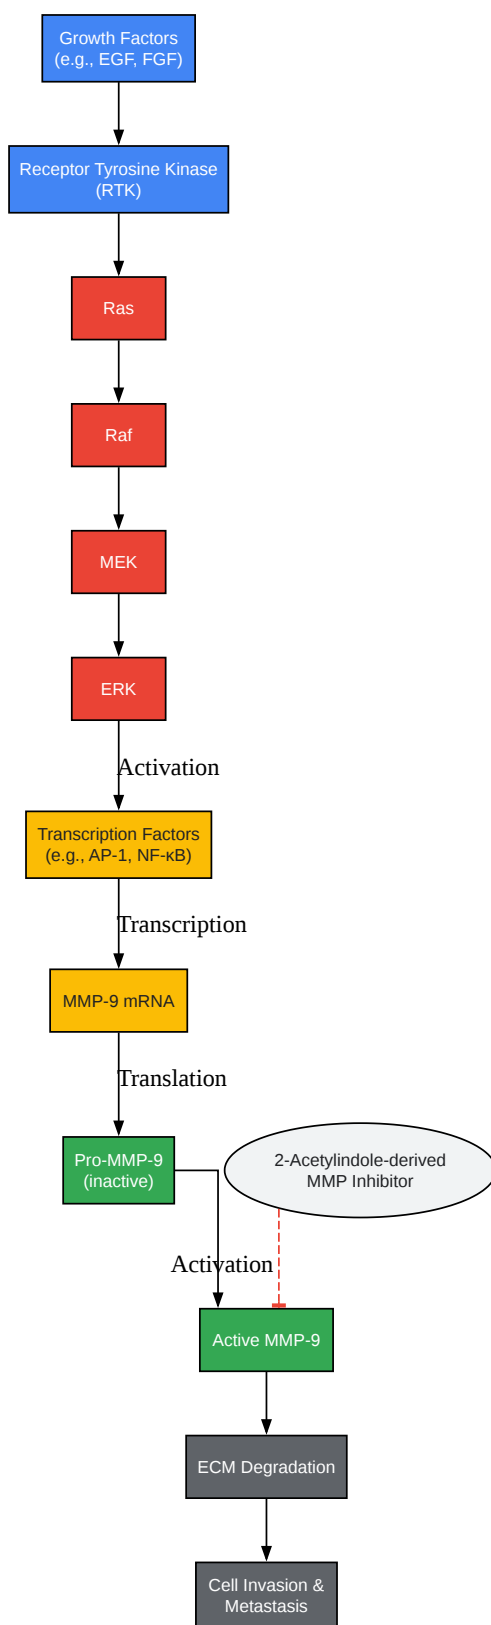 Growth Factors
(e.g., EGF, FGF)
Receptor Tyrosine Kinase
(RTK)
Ras
Raf
MEK
ERK
Activation
Transcription Factors
(e.g., AP-1, NF-κB)
Transcription
MMP-9 mRNA
Translation
Pro-MMP-9
(inactive)
2-Acetylindole-derived
MMP Inhibitor
Activation
Active MMP-9
ECM Degradation
Cell Invasion &
Metastasis